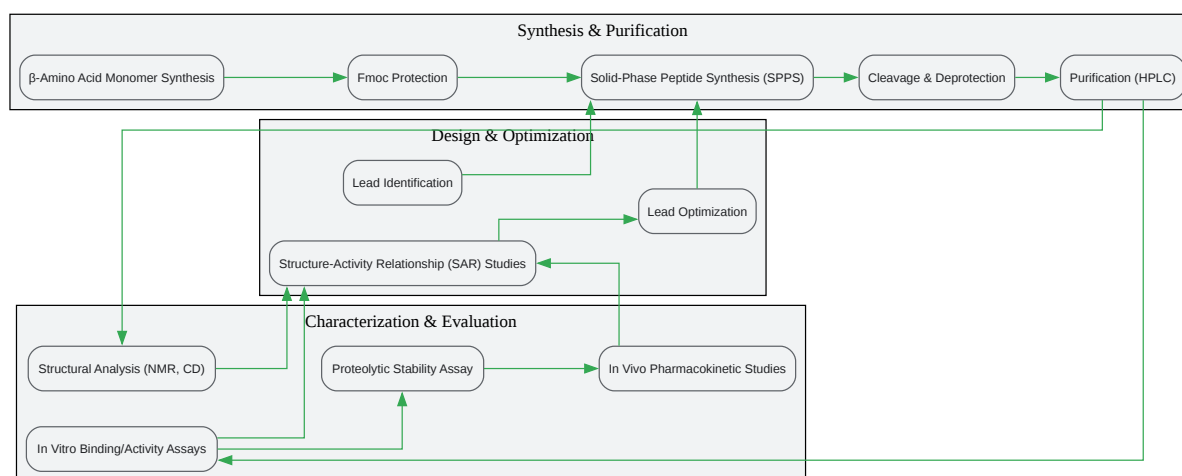 Synthesis & Purification
β-Amino Acid Monomer Synthesis
Fmoc Protection
Solid-Phase Peptide Synthesis (SPPS)
Cleavage & Deprotection
Purification (HPLC)
Design & Optimization
Lead Identification
Lead Optimization
Structure-Activity Relationship (SAR) Studies
Characterization & Evaluation
Structural Analysis (NMR, CD)
Proteolytic Stability Assay
In Vivo Pharmacokinetic Studies
In Vitro Binding/Activity Assays